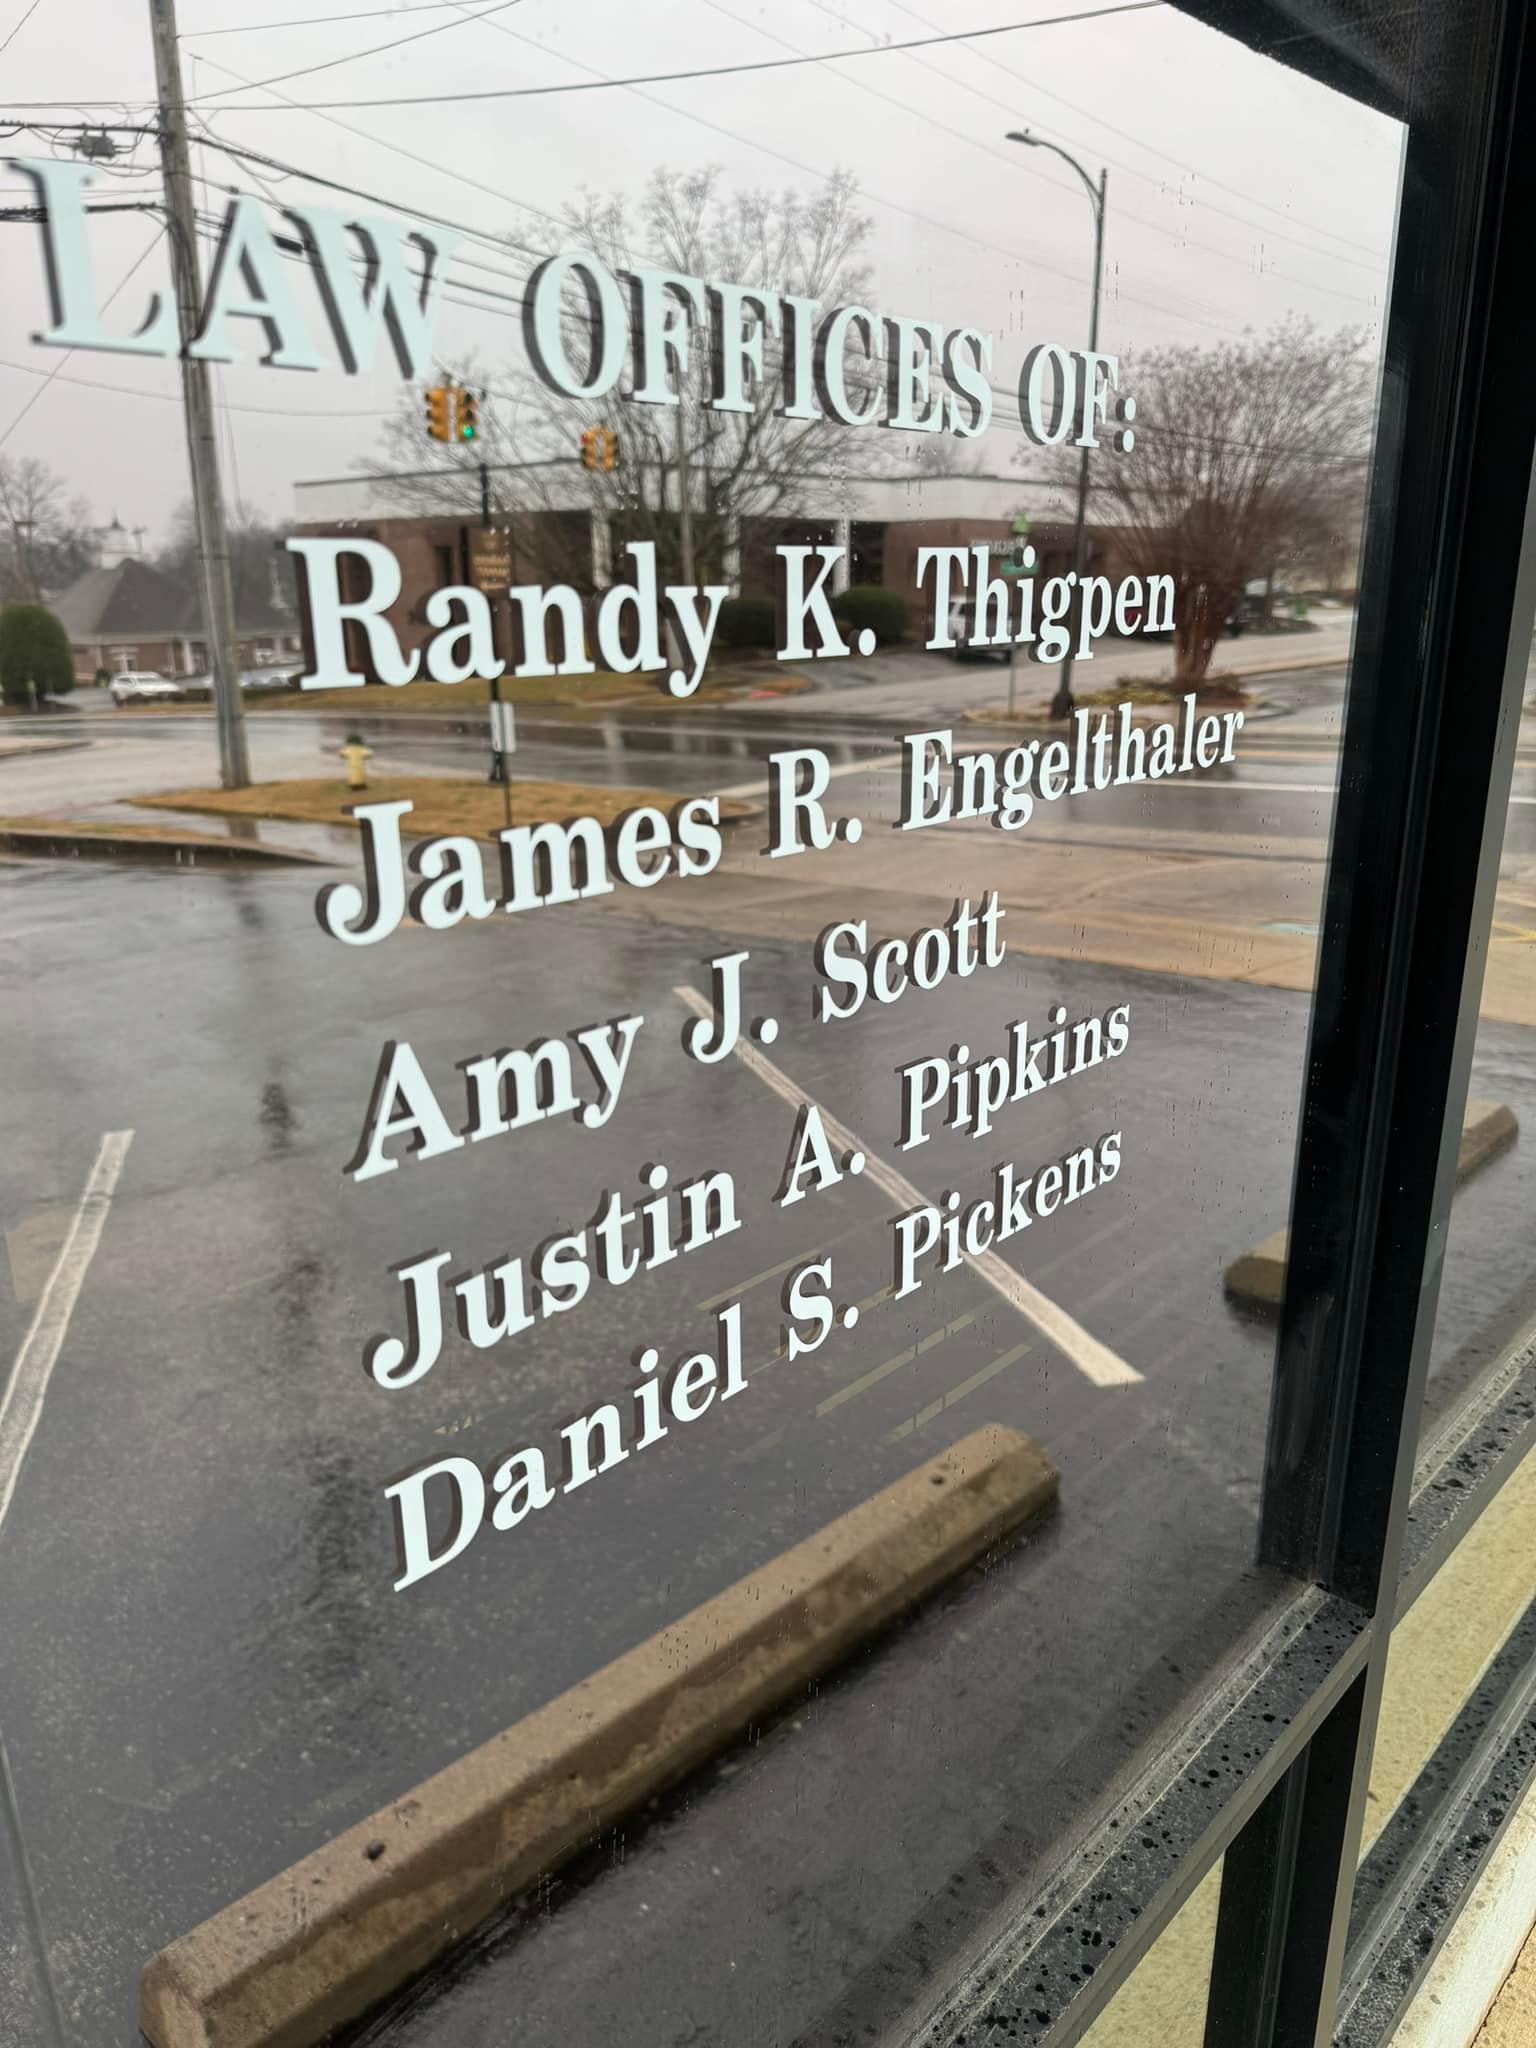 LAW OFFICES OF:
Randy K. Thigpen
James R. Engelthaler
Amy J. Scott
Justin A. Pipkins
Daniel S. Pickens